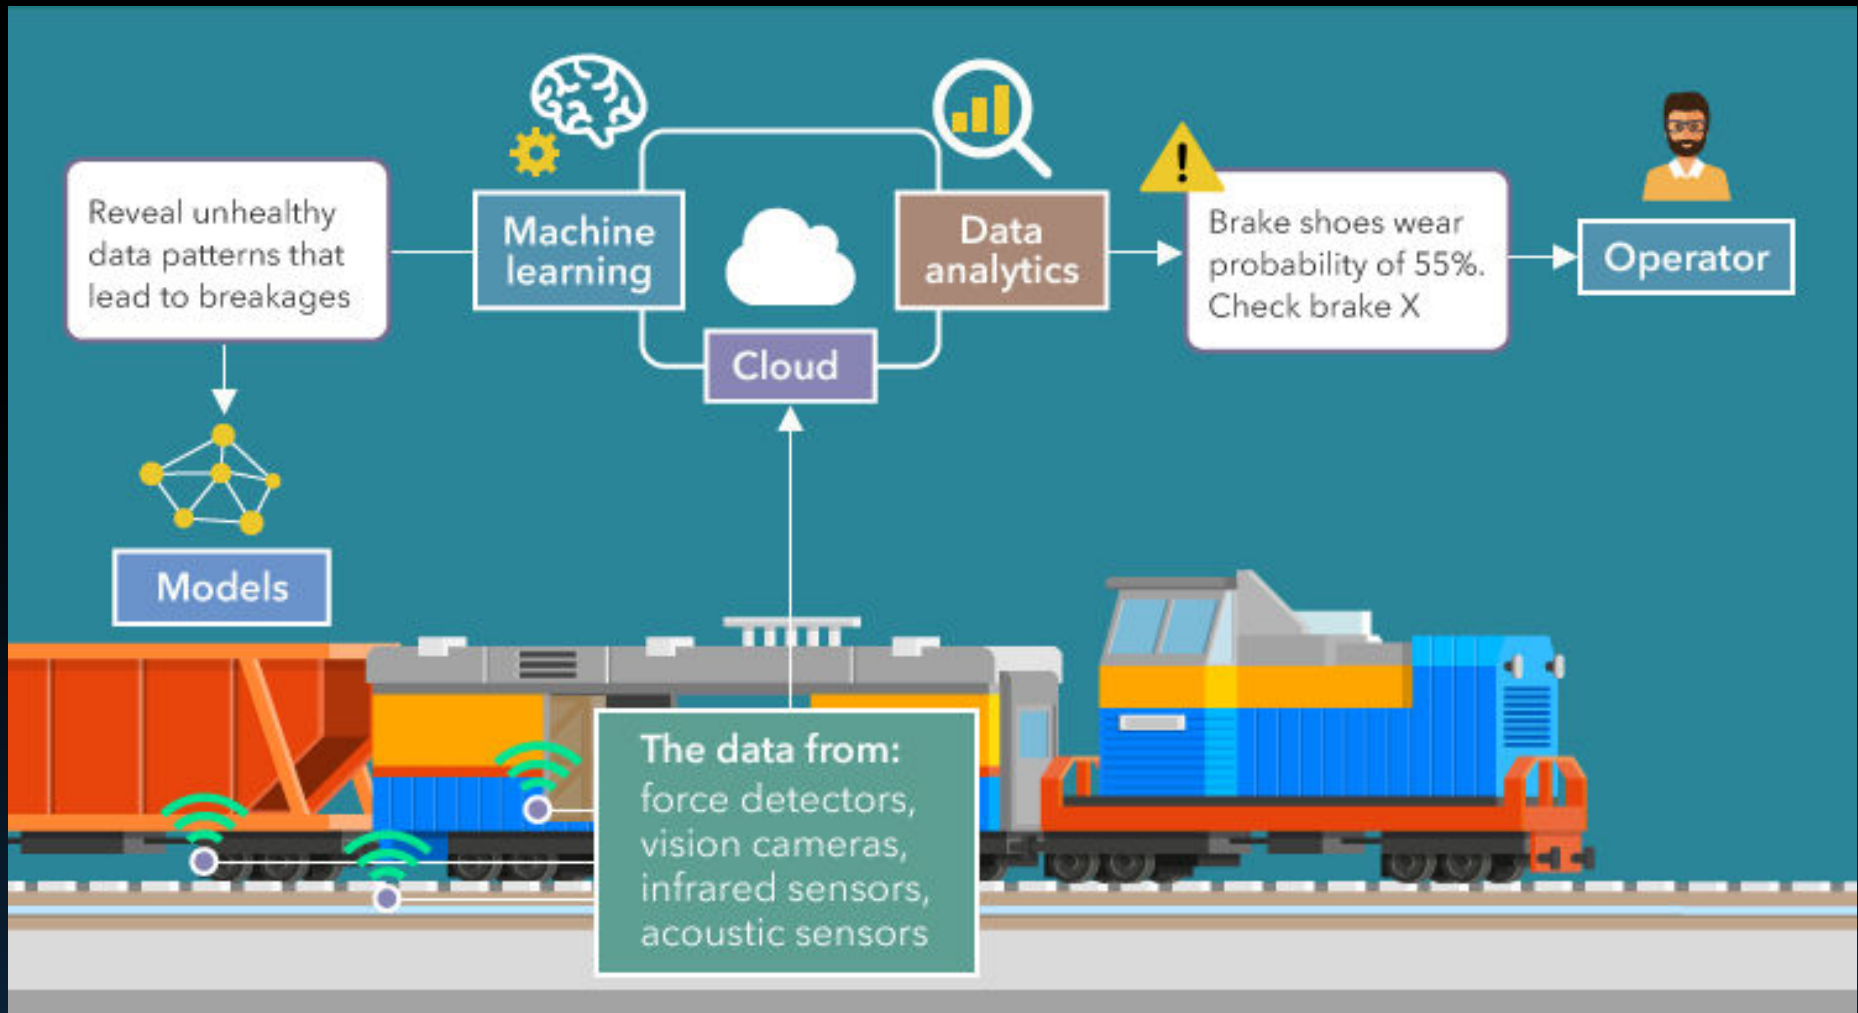 Reveal unhealthy
data patterns that
lead to breakages
Machine
learning
Data
analytics
Brake shoes wear
probability of 55%.
Check brake X
Operator
Cloud
Models
The data from:
force detectors,
vision cameras,
infrared sensors,
acoustic sensors